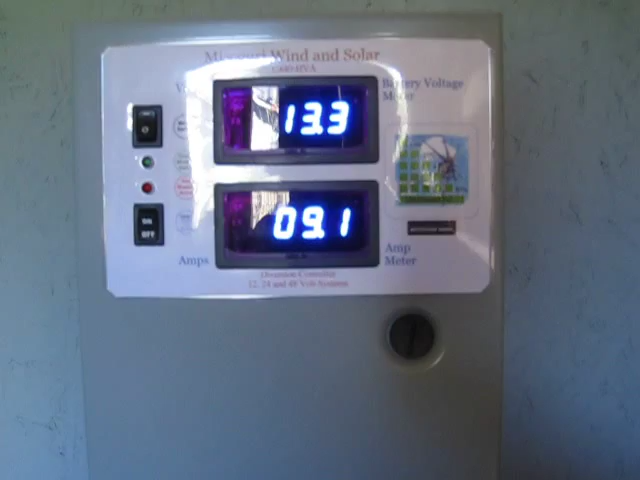 Missouri Wind and Solar
Battery Voltage
Meter
13.3
09.1
ON
OFF
Amps
Amp
Meter
Diversion Controller
12, 24 and 48 Volt Systems